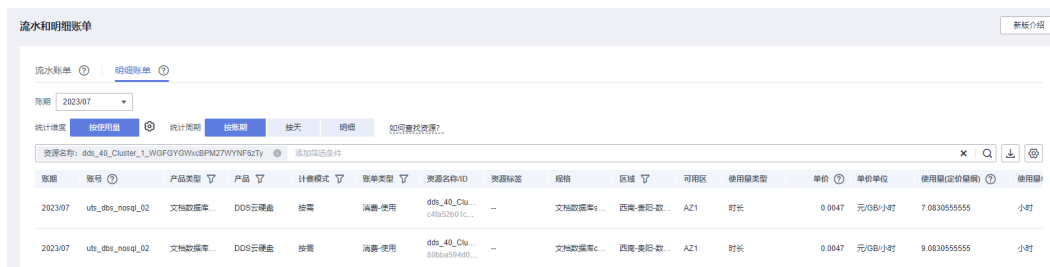 流水和明细账单
新版介绍
流水账单 明细账单
账期 2023/07
统计维度 按使用量 统计周期 按账期 按天 明细 如何查找资源?
资源名称: dds_40_Cluster_1_WGFGYGWxcBPM27WYNF6zTy 添加筛选条件
账期 账号 产品类型 产品 计费模式 账单类型 资源名称/ID 资源标签 规格 区域 可用区 使用量类型 单价 单价单位 使用量(定价量纲) 使用量
2023/07 uts_dbs_nosql_02 文档数据库... DDS云硬盘 按需 消费-使用 dds_40_Clu... -- 文档数据库s... 西南-贵阳-数... AZ1 时长 0.0047 元/GB/小时 7.0830555555 小时
c4fa52b01c...
2023/07 uts_dbs_nosql_02 文档数据库... DDS云硬盘 按需 消费-使用 dds_40_Clu... -- 文档数据库c... 西南-贵阳-数... AZ1 时长 0.0047 元/GB/小时 9.0830555555 小时
80bba594d0...